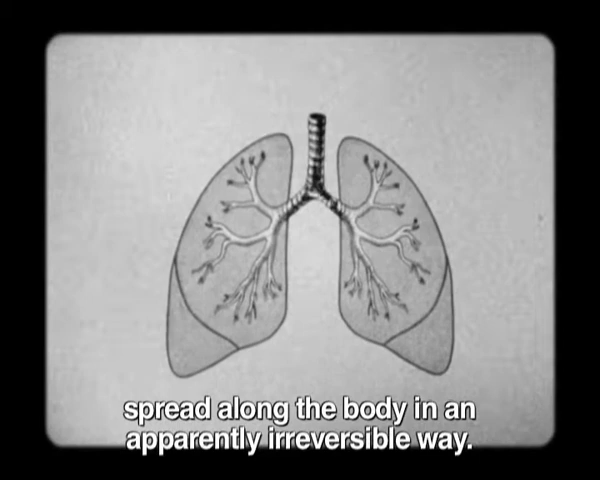 spread along the body in an
apparently irreversible way.